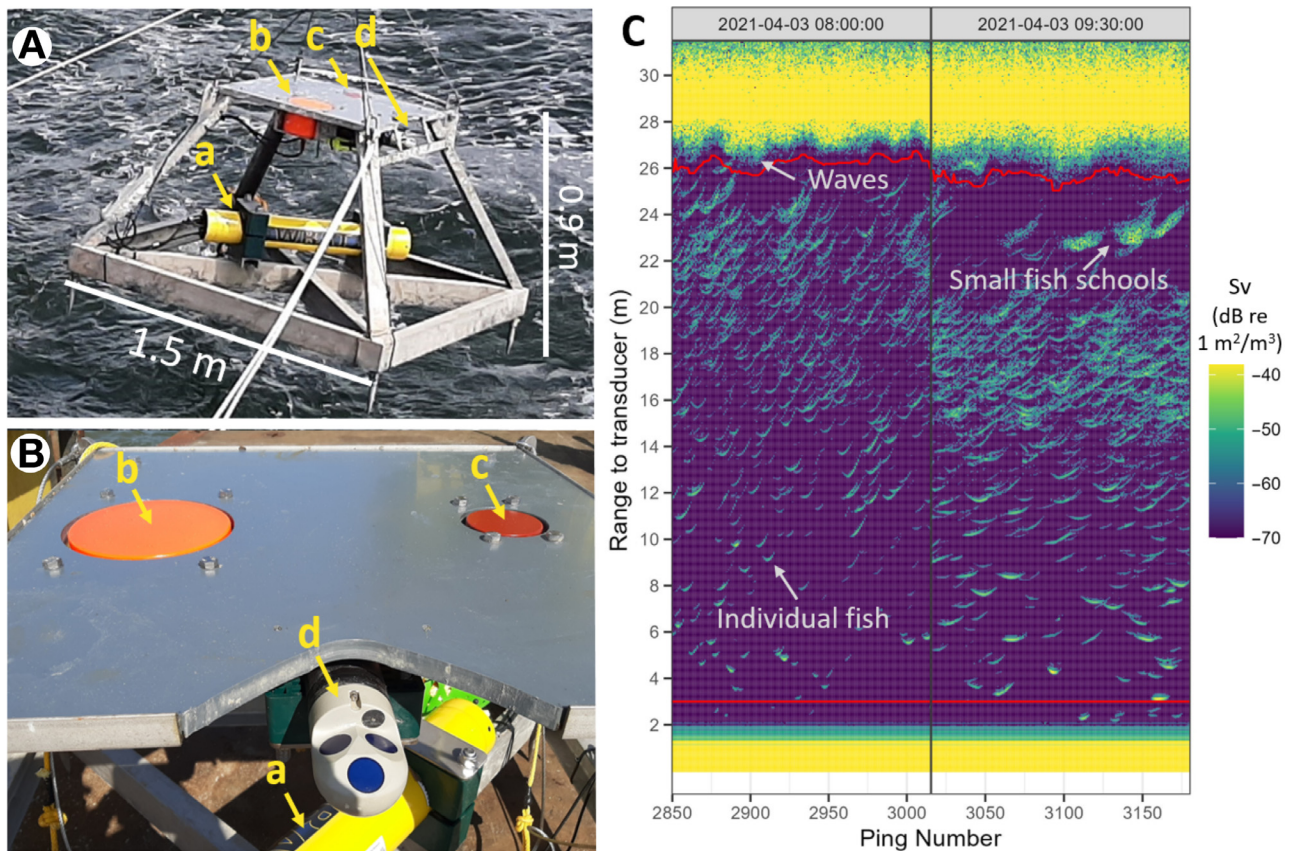 A
b
c
d
a
0.9 m
1.5 m
B
b
c
d
a
C
2021-04-03 08:00:00
2021-04-03 09:30:00
Range to transducer (m)
30
28
26
24
22
20
18
16
14
12
10
8
6
4
2
Waves
Small fish schools
Individual fish
2850
2900
2950
3000
3050
3100
3150
Ping Number
Sv
(dB re
1 m²/m³)
−40
−50
−60
−70